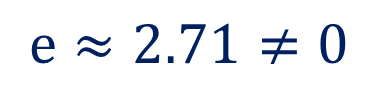 e ≈ 2.71 ≠ 0